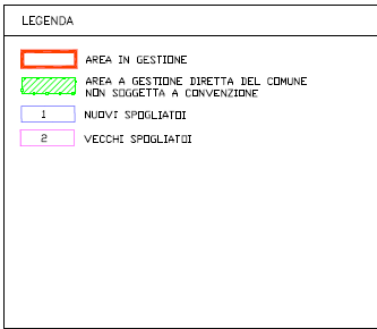 LEGENDA
AREA IN GESTIONE
AREA A GESTIONE DIRETTA DEL COMUNE
NON SOGGETTA A CONVENZIONE
1 NUOVI SPOGLIATOI
2 VECCHI SPOGLIATOI